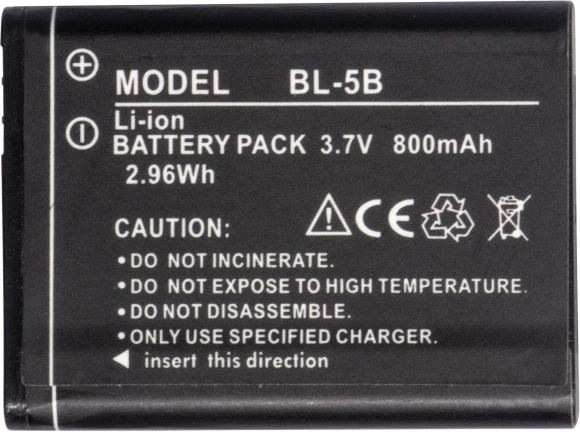 MODEL BL-5B
Li-ion
BATTERY PACK 3.7V 800mAh
2.96Wh
CAUTION:
• DO NOT INCINERATE.
• DO NOT EXPOSE TO HIGH TEMPERATURE.
• DO NOT DISASSEMBLE.
• ONLY USE SPECIFIED CHARGER.
◀ insert this direction